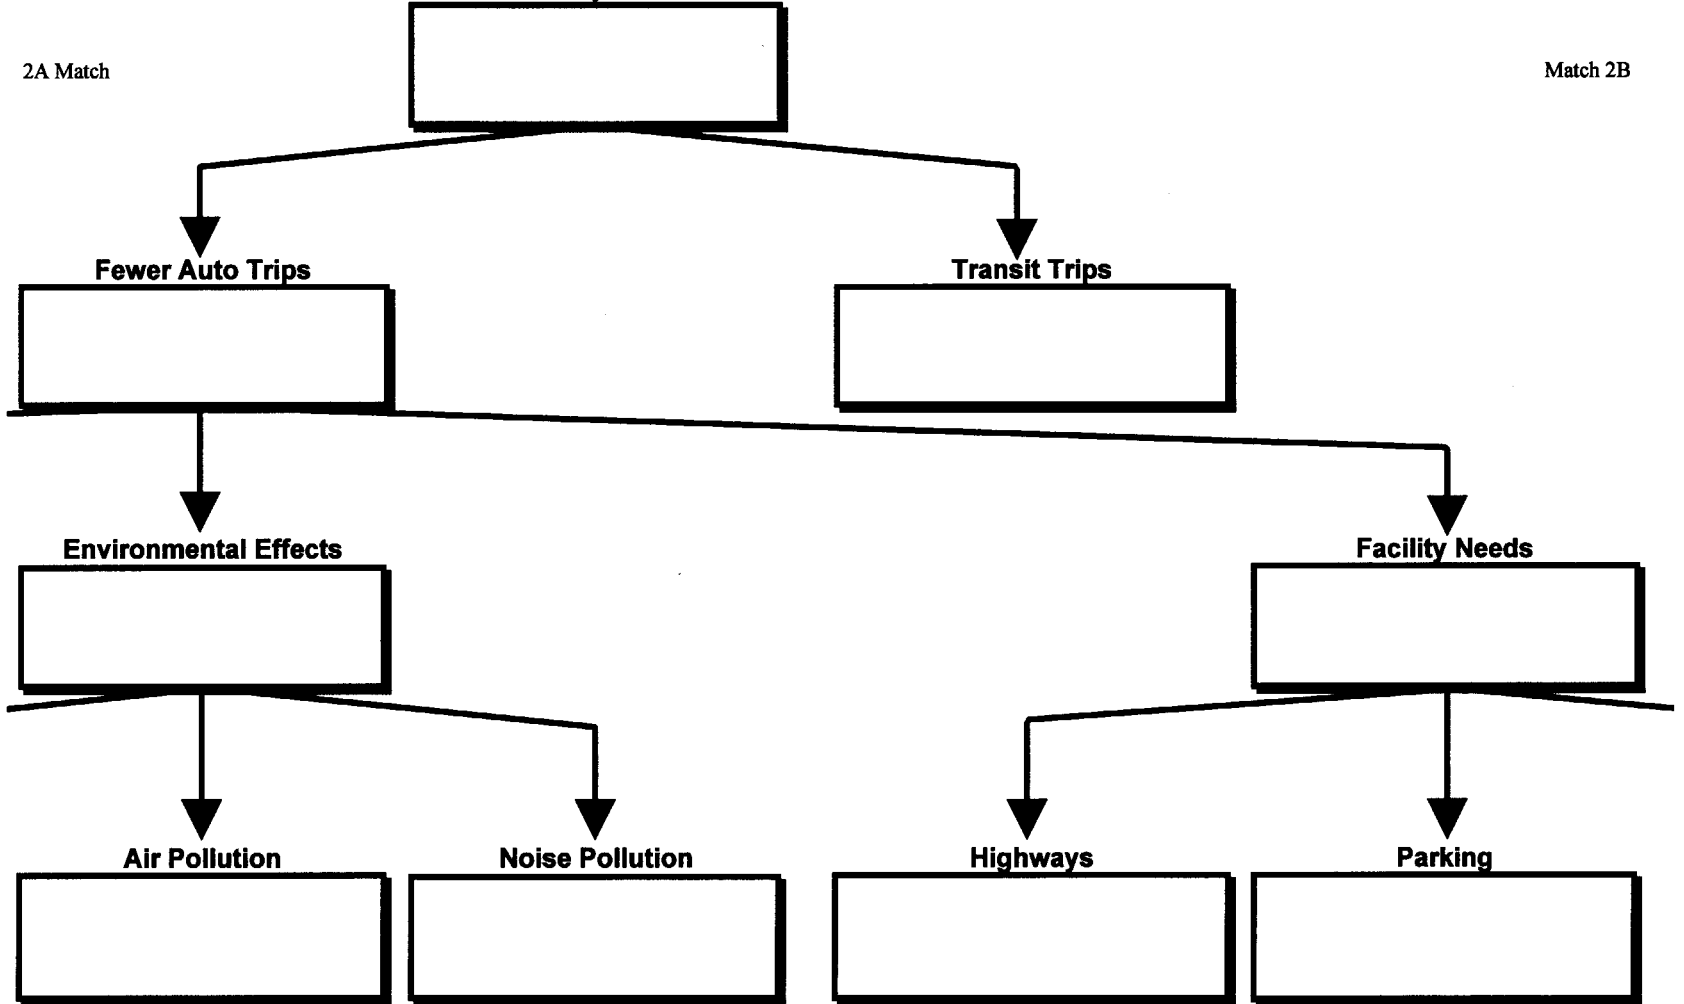 2A Match
Match 2B
Fewer Auto Trips
Transit Trips
Environmental Effects
Facility Needs
Air Pollution
Noise Pollution
Highways
Parking